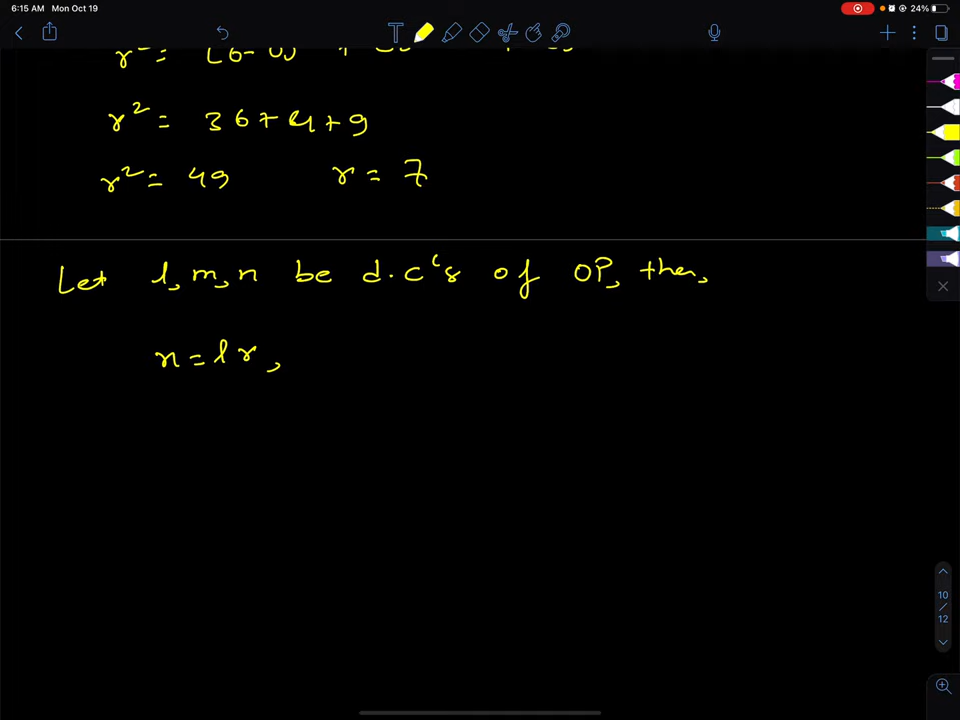 6:15 AM Mon Oct 19
24%
r² =
r² = 36 + 4 + 9
r² = 49 r = 7
Let l, m, n be d.c's of OP, then,
x = l r,
10
/
12